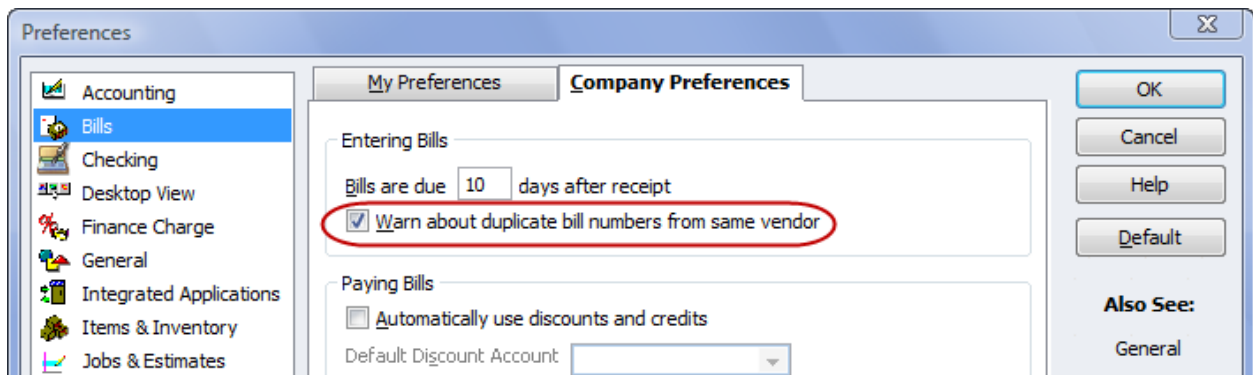 Preferences
Accounting
Bills
Checking
Desktop View
Finance Charge
General
Integrated Applications
Items & Inventory
Jobs & Estimates
My Preferences
Company Preferences
Entering Bills
Bills are due 10 days after receipt
Warn about duplicate bill numbers from same vendor
Paying Bills
Automatically use discounts and credits
Default Discount Account
OK
Cancel
Help
Default
Also See:
General